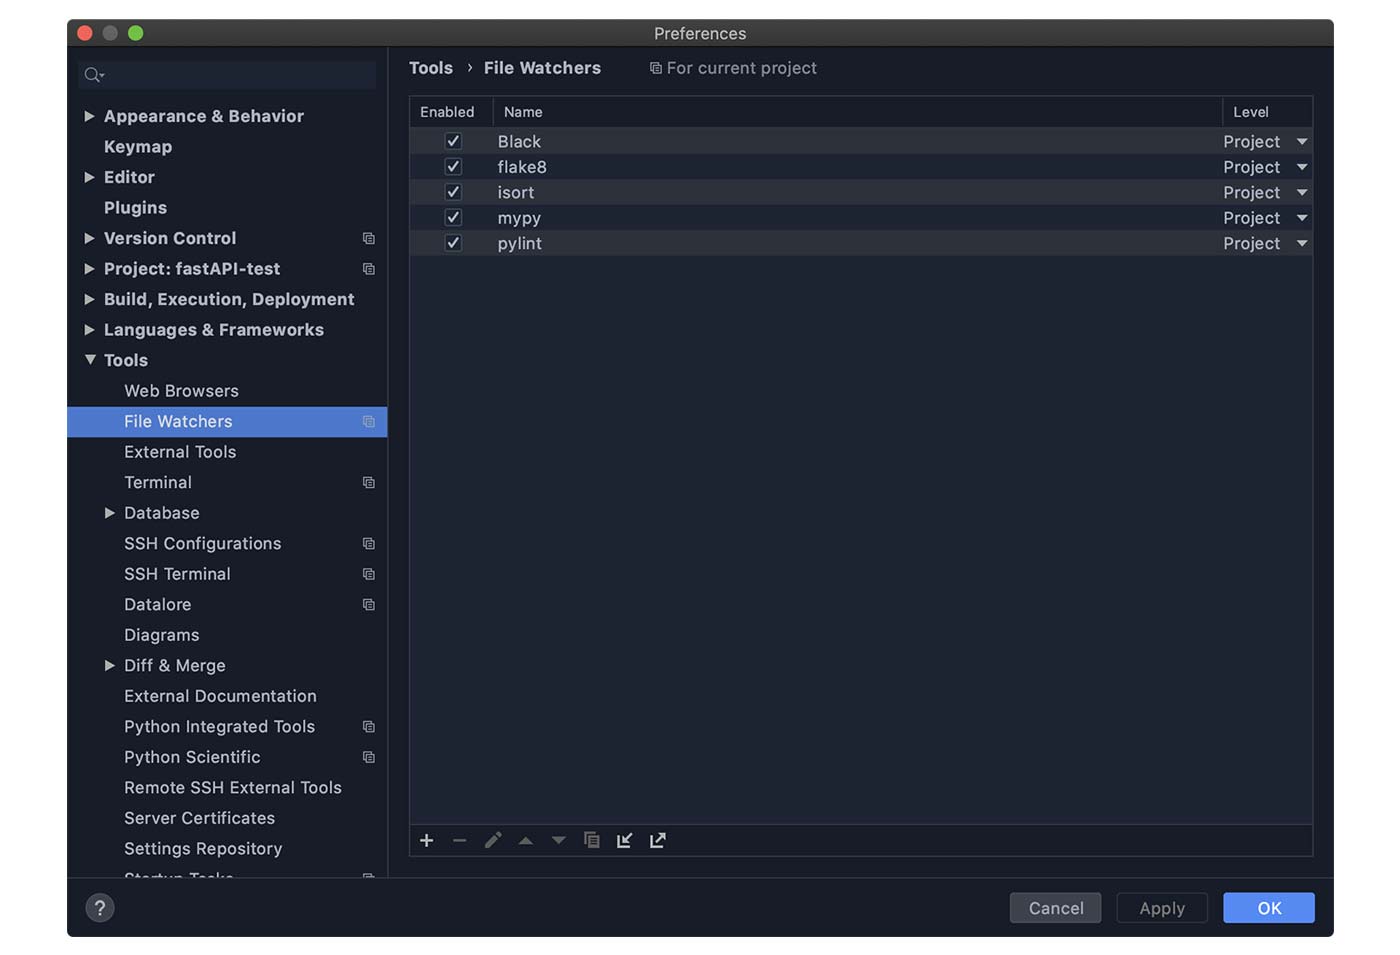 Preferences
Appearance & Behavior
Keymap
Editor
Plugins
Version Control
Project: fastAPI-test
Build, Execution, Deployment
Languages & Frameworks
Tools
Web Browsers
File Watchers
External Tools
Terminal
Database
SSH Configurations
SSH Terminal
Datalore
Diagrams
Diff & Merge
External Documentation
Python Integrated Tools
Python Scientific
Remote SSH External Tools
Server Certificates
Settings Repository
Startup Tasks
Tools › File Watchers For current project
Enabled Name Level
Black Project
flake8 Project
isort Project
mypy Project
pylint Project
? Cancel Apply OK